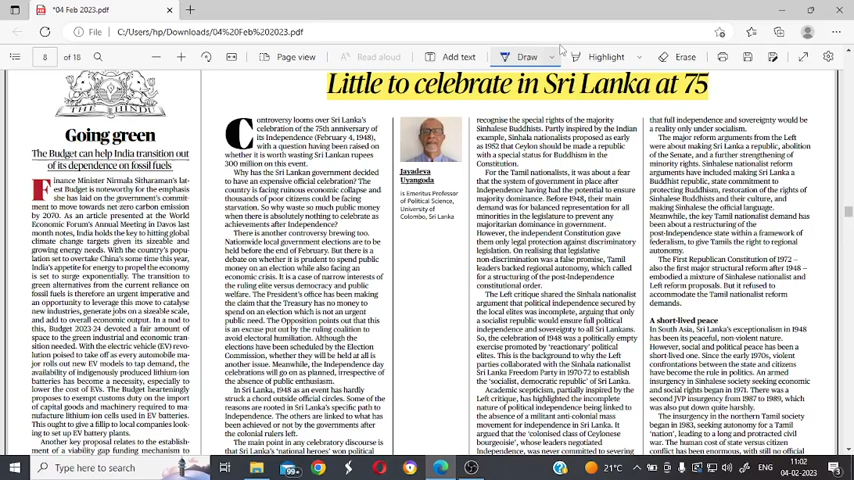 *04 Feb 2023.pdf
File
C:/Users/hp/Downloads/04%20Feb%202023.pdf
8
of 18
Page view
Read aloud
Add text
Draw
Highlight
Erase
THE HINDU
Going green
The Budget can help India transition out
of its dependence on fossil fuels
Finance Minister Nirmala Sitharaman's lat-
est Budget is noteworthy for the emphasis
she has laid on the government's commit-
ment to move towards net zero carbon emission
by 2070. As an article presented at the World
Economic Forum's Annual Meeting in Davos last
month notes, India holds the key to hitting global
climate targets given its sizeable and
growing energy needs. With the country's popu-
lation set to overtake China's some time this year,
India's appetite for energy to propel the economy
is set to surge exponentially. The transition to
green alternatives from the current reliance on
fossil fuels is therefore an urgent imperative and
an opportunity to leverage this move to catalyse
new industries, generate jobs on a sizeable scale,
and add to overall economic output. In a nod to
this, Budget 2023-24 devoted a fair amount of
space to the green industrial and economic trans-
ition needed. With the electric vehicle (EV) revo-
lution poised to take off as every automobile ma-
jor rolls out new EV models to tap demand, the
availability of indigenously produced lithium-ion
batteries has become a necessity, especially to
lower the cost of EVs. The Budget hearteningly
proposes to exempt customs duty on the import
of capital goods and machinery required to ma-
nufacture lithium-ion cells used in EV batteries.
This ought to give a fillip to local companies look-
ing to set up EV battery plants.
Another key proposal relates to the establish-
ment of a viability gap funding mechanism to
Little to celebrate in Sri Lanka at 75
Controversy looms over Sri Lanka's
celebration of the 75th anniversary of
its Independence (February 4, 1948),
with a question having been raised on
whether it is worth wasting Sri Lankan rupees
300 million on this event.
Why has the Sri Lankan government decided
to have an expensive official celebration? The
country is facing ruinous economic collapse and
thousands of poor citizens could be facing
starvation. So why waste so much public money
when there is absolutely nothing to celebrate as
achievements after Independence?
There is another controversy brewing too.
Nationwide local government elections are to be
held before the end of February. But there is a
debate on whether it is prudent to spend public
money on an election while also facing an
economic crisis. It is a case of narrow interests of
the ruling elite versus democracy and public
welfare. The President's office has been making
the claim that the Treasury has no money to
spend on an election which is not an urgent
public need. The Opposition points out that this
is an excuse put out by the ruling coalition to
avoid electoral humiliation. Although the
elections have been scheduled by the Election
Commission, whether they will be held at all is
another issue. Meanwhile, the Independence day
celebrations will go on as planned, irrespective of
the absence of public enthusiasm.
In Sri Lanka, 1948 as an event has hardly
struck a chord outside official circles. Some of the
reasons are rooted in Sri Lanka's specific path to
Independence. The others are linked to what has
been achieved or not by the governments after
the colonial rulers left.
The main point in any celebratory discourse is
that Sri Lanka's 'national heroes' won political
Jayadeva
Uyangoda
is Emeritus Professor
of Political Science,
University of
Colombo, Sri Lanka
recognise the special rights of the majority
Sinhalese Buddhists. Partly inspired by the Indian
example, Sinhala nationalists proposed as early
as 1952 that Ceylon should be made a republic
with a special status for Buddhism in the
Constitution.
For the Tamil nationalists, it was about a fear
that the system of government in place after
Independence having had the potential to ensure
majority dominance. Before 1948, their main
demand was for balanced representation for all
minorities in the legislature to prevent any
majoritarian dominance in government.
However, the independent Constitution gave
them only legal protection against discriminatory
legislation. On realising that legislative
non-discrimination was a false promise, Tamil
leaders backed regional autonomy, which called
for a structuring of the post-Independence
constitutional order.
The Left critique shared the Sinhala nationalist
argument that political independence secured by
the local elites was incomplete, arguing that only
a socialist republic would ensure full political
independence and sovereignty to all Sri Lankans.
So, the celebration of 1948 was a politically empty
exercise promoted by 'reactionary' political
elites. This is the background to why the Left
parties collaborated with the Sinhala nationalist
Sri Lanka Freedom Party in 1970-72 to establish
the 'socialist, democratic republic' of Sri Lanka.
Academic scepticism, partially inspired by the
Left critique, has highlighted the incomplete
nature of political independence being linked to
the absence of a militant anti-colonial mass
movement for independence in Sri Lanka. It
argued that the 'colonised class of Ceylonese
bourgeoisie', whose leaders negotiated
Independence, was never committed to severing
that full independence and sovereignty would be
a reality only under socialism.
The major reform arguments from the Left
were about making Sri Lanka a republic, abolition
of the Senate, and a further strengthening of
minority rights. Sinhalese nationalist reform
arguments have included making Sri Lanka a
Buddhist republic, state commitment to
protecting Buddhism, restoration of the rights of
Sinhalese Buddhists and their culture, and
making Sinhalese the official language.
Meanwhile, the key Tamil nationalist demand has
been about a restructuring of the
post-Independence state within a framework of
federalism, to give Tamils the right to regional
autonomy.
The First Republican Constitution of 1972 –
also the first major structural reform after 1948 –
embodied a mixture of Sinhalese nationalist and
Left reform proposals. But it refused to
accommodate the Tamil nationalist reform
demands.
A short-lived peace
In South Asia, Sri Lanka's exceptionalism in 1948
has been its peaceful, non-violent nature.
However, social and political peace has been a
short-lived one. Since the early 1970s, violent
confrontations between the state and citizens
have become the rule in politics. An armed
insurgency in Sinhalese society seeking economic
and social rights began in 1971. There was a
second JVP insurgency from 1987 to 1989, which
was also put down quite harshly.
The insurgency in the northern Tamil society
began in 1983, seeking autonomy for a Tamil
'nation', leading to a long and protracted civil
war. The human cost of state versus citizen
conflict has been enormous, with still no official
Type here to search
99+
21°C
ENG
11:02
04-02-2023
3